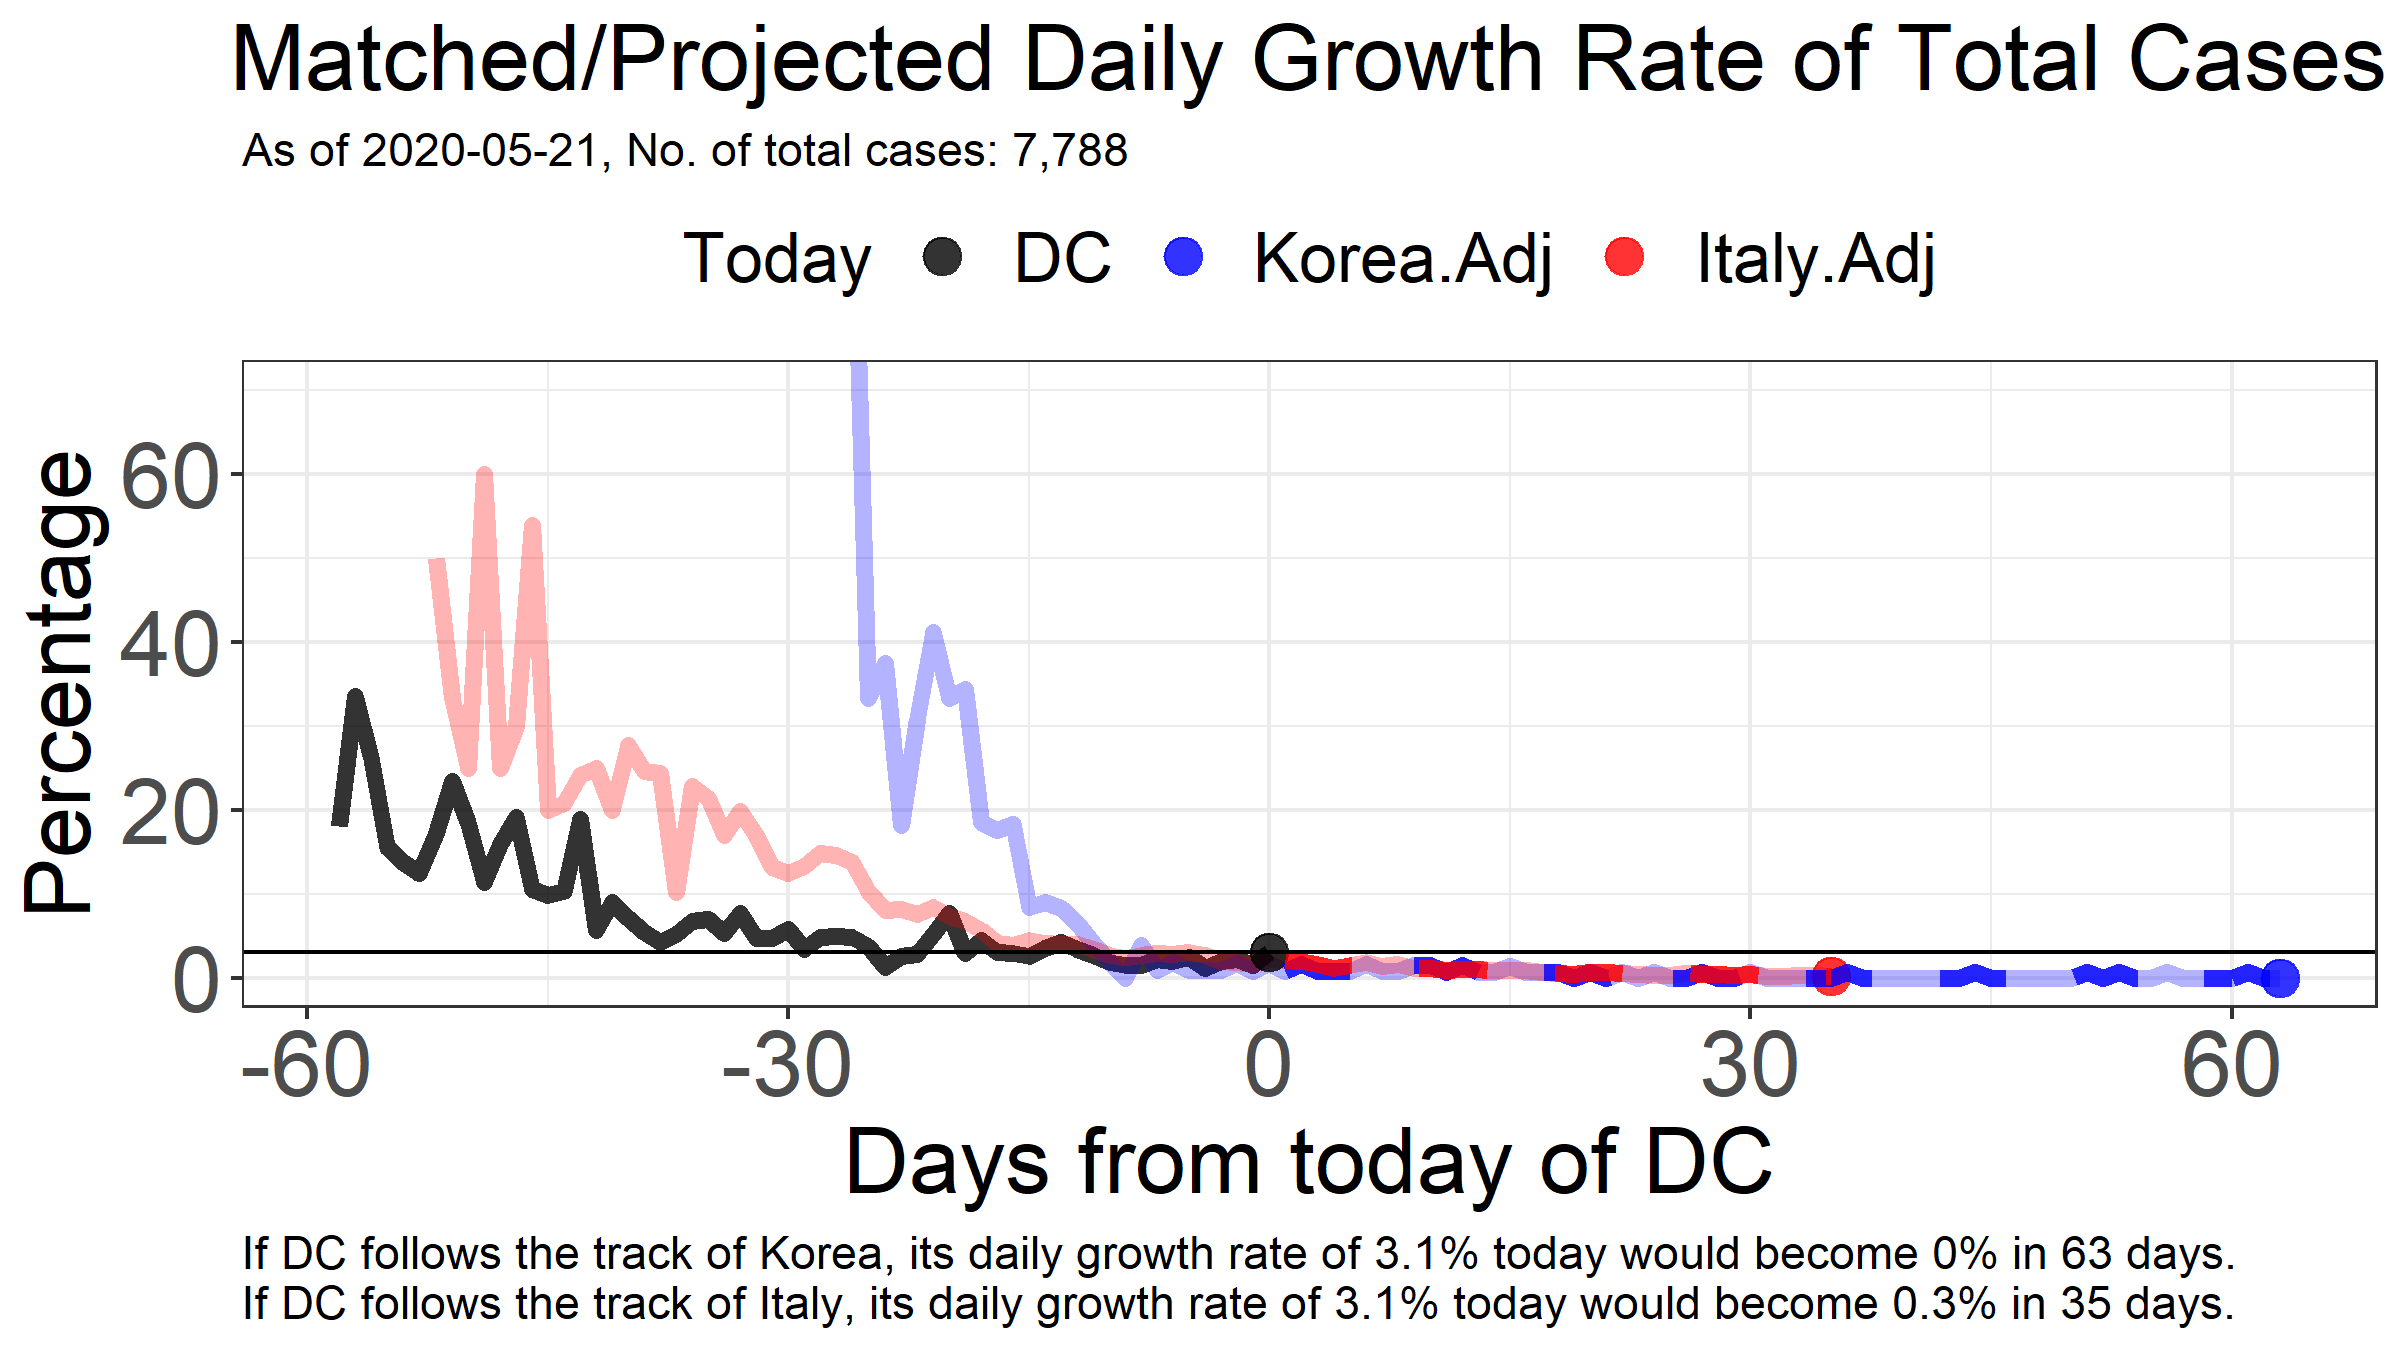 Matched/Projected Daily Growth Rate of Total Cases
As of 2020-05-21, No. of total cases: 7,788
Today DC Korea.Adj Italy.Adj
Percentage
60
40
20
0
-60 -30 0 30 60
Days from today of DC
If DC follows the track of Korea, its daily growth rate of 3.1% today would become 0% in 63 days.
If DC follows the track of Italy, its daily growth rate of 3.1% today would become 0.3% in 35 days.